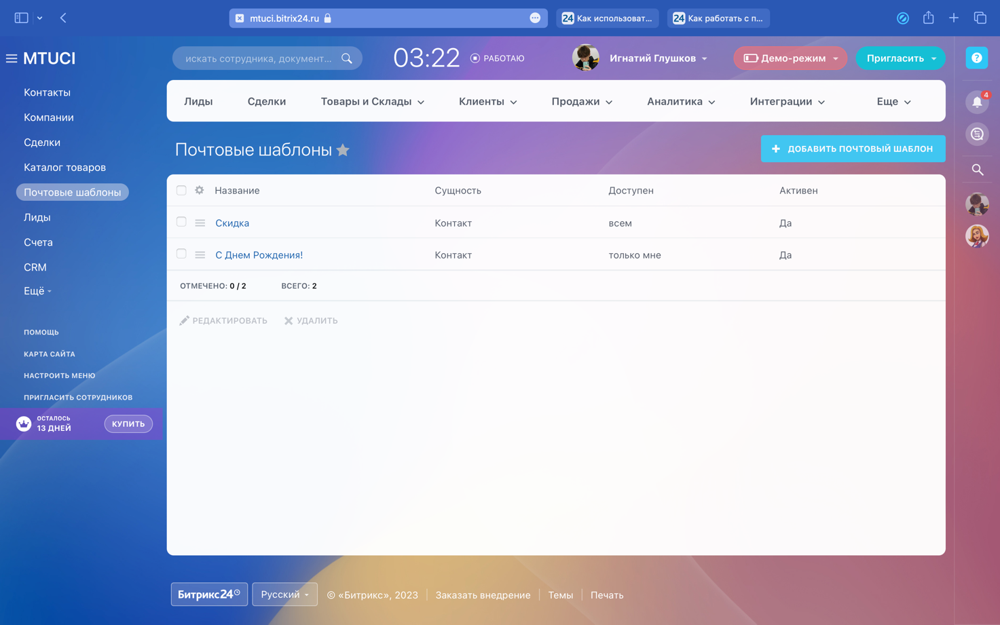 mtuci.bitrix24.ru
24 Как использоват...
24 Как работать с п...
MTUCI
искать сотрудника, документ...
03:22
РАБОТАЮ
Игнатий Глушков
Демо-режим
Пригласить
?
4
Контакты
Компании
Сделки
Каталог товаров
Почтовые шаблоны
Лиды
Счета
CRM
Ещё
ПОМОЩЬ
КАРТА САЙТА
НАСТРОИТЬ МЕНЮ
ПРИГЛАСИТЬ СОТРУДНИКОВ
ОСТАЛОСЬ
13 ДНЕЙ
КУПИТЬ
Лиды Сделки Товары и Склады Клиенты Продажи Аналитика Интеграции Еще
Почтовые шаблоны
+ ДОБАВИТЬ ПОЧТОВЫЙ ШАБЛОН
Название Сущность Доступен Активен
Скидка Контакт всем Да
С Днем Рождения! Контакт только мне Да
ОТМЕЧЕНО: 0 / 2 ВСЕГО: 2
РЕДАКТИРОВАТЬ УДАЛИТЬ
Битрикс24
Русский
© «Битрикс», 2023
Заказать внедрение
Темы
Печать